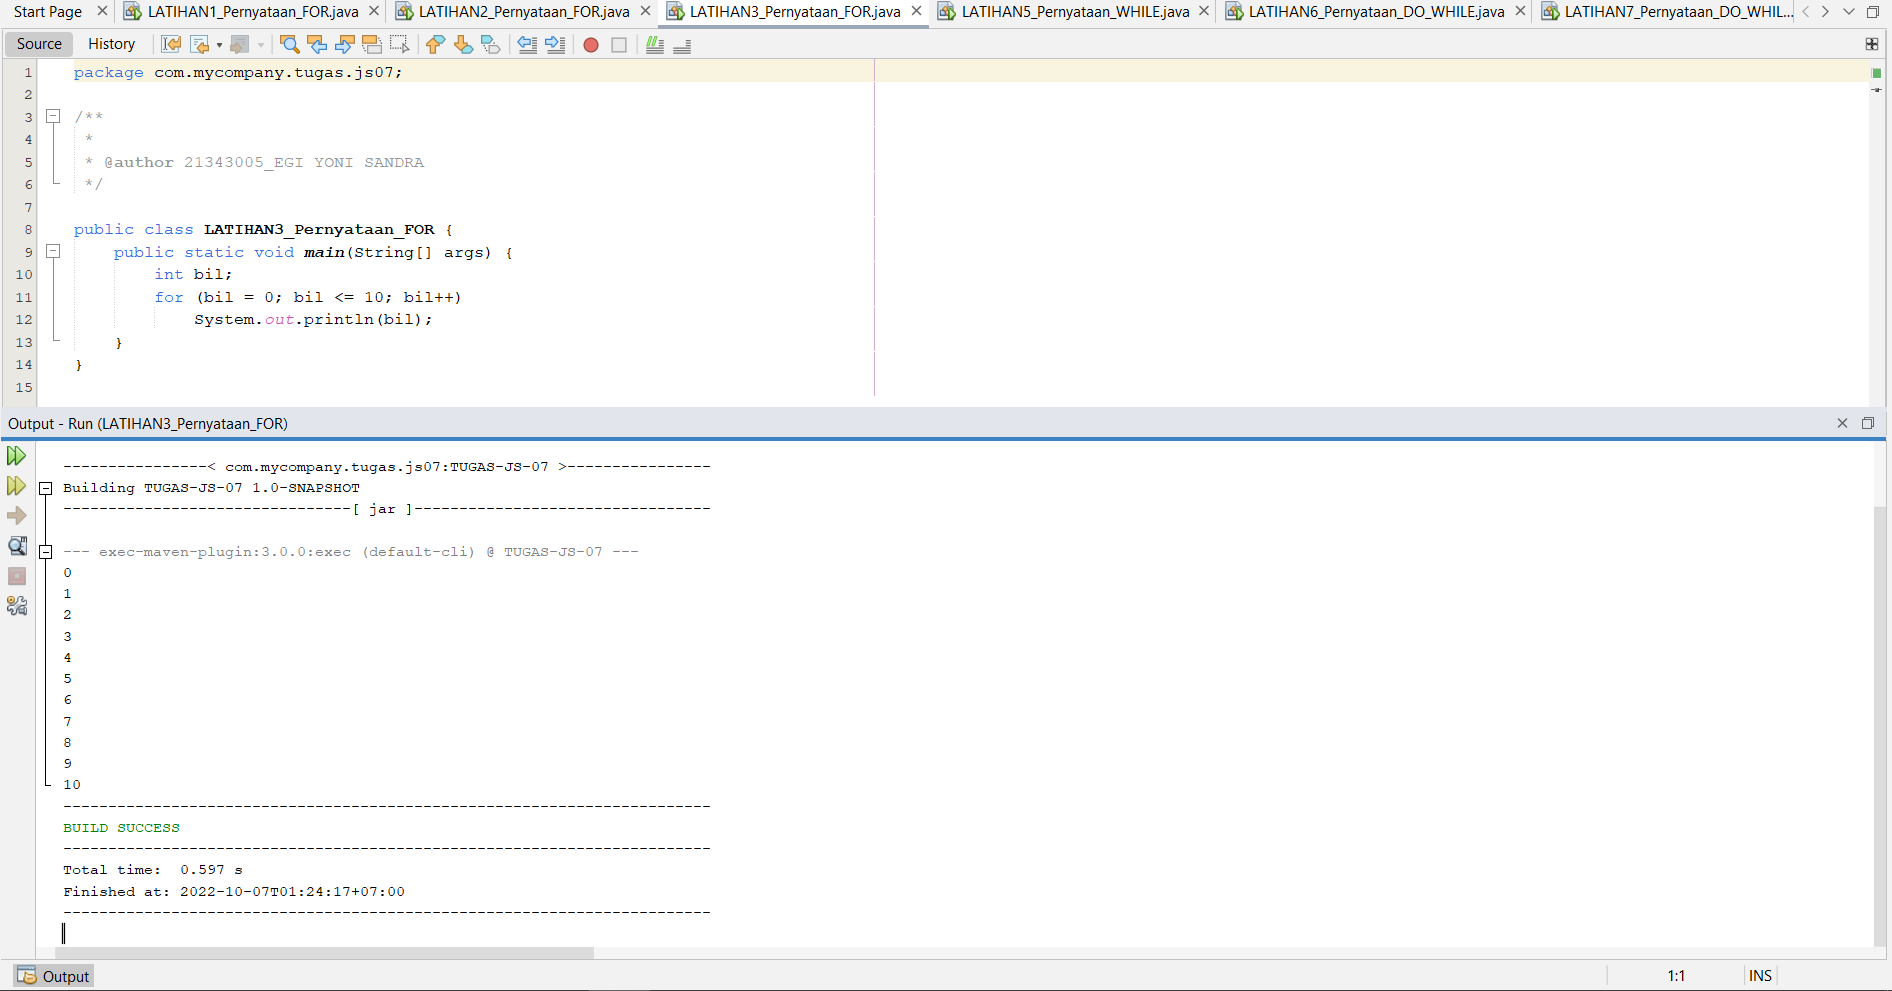 Start Page LATIHAN1_Pernyataan_FOR.java LATIHAN2_Pernyataan_FOR.java LATIHAN3_Pernyataan_FOR.java LATIHAN5_Pernyataan_WHILE.java LATIHAN6_Pernyataan_DO_WHILE.java LATIHAN7_Pernyataan_DO_WHIL...
Source History
1 package com.mycompany.tugas.js07;
2
3 /**
4 *
5 * @author 21343005_EGI YONI SANDRA
6 */
7
8 public class LATIHAN3_Pernyataan_FOR {
9 public static void main(String[] args) {
10 int bil;
11 for (bil = 0; bil <= 10; bil++)
12 System.out.println(bil);
13 }
14 }
15
Output - Run (LATIHAN3_Pernyataan_FOR)
----------------< com.mycompany.tugas.js07:TUGAS-JS-07 >----------------
Building TUGAS-JS-07 1.0-SNAPSHOT
--------------------------------[ jar ]---------------------------------
--- exec-maven-plugin:3.0.0:exec (default-cli) @ TUGAS-JS-07 ---
0
1
2
3
4
5
6
7
8
9
10
------------------------------------------------------------------------
BUILD SUCCESS
------------------------------------------------------------------------
Total time:  0.597 s
Finished at: 2022-10-07T01:24:17+07:00
------------------------------------------------------------------------
Output 1:1 INS